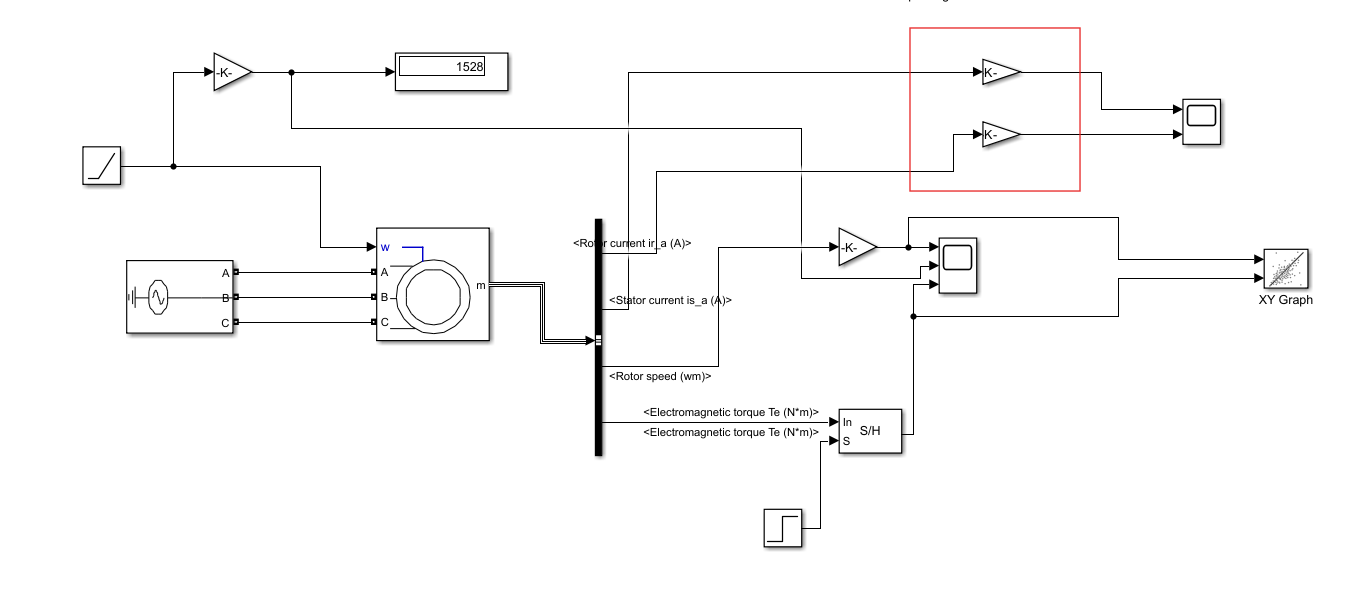 -K-
1528
K-
K-
w
A
B
C
m
A
B
C
<Rotor current ir_a (A)>
<Stator current is_a (A)>
<Rotor speed (wm)>
-K-
XY Graph
<Electromagnetic torque Te (N*m)>
<Electromagnetic torque Te (N*m)>
In
S/H
S